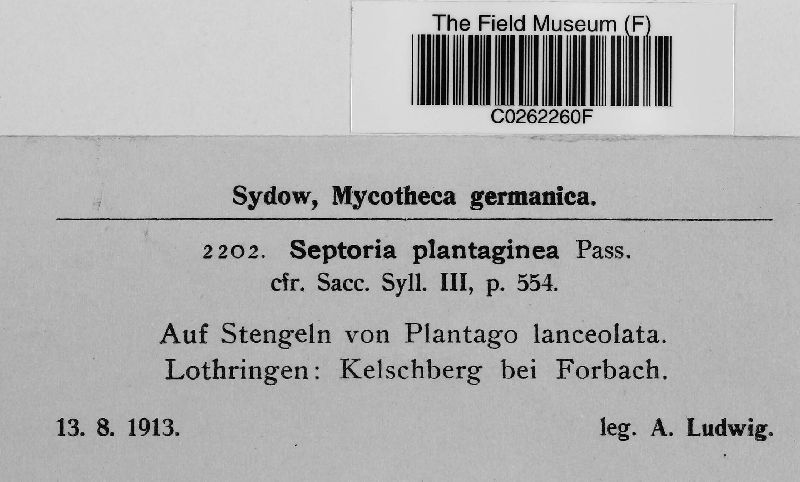 The Field Museum (F)
C0262260F
Sydow, Mycotheca germanica.
2202. Septoria plantaginea Pass.
cfr. Sacc. Syll. III, p. 554.
Auf Stengeln von Plantago lanceolata.
Lothringen: Kelschberg bei Forbach.
13. 8. 1913. leg. A. Ludwig.